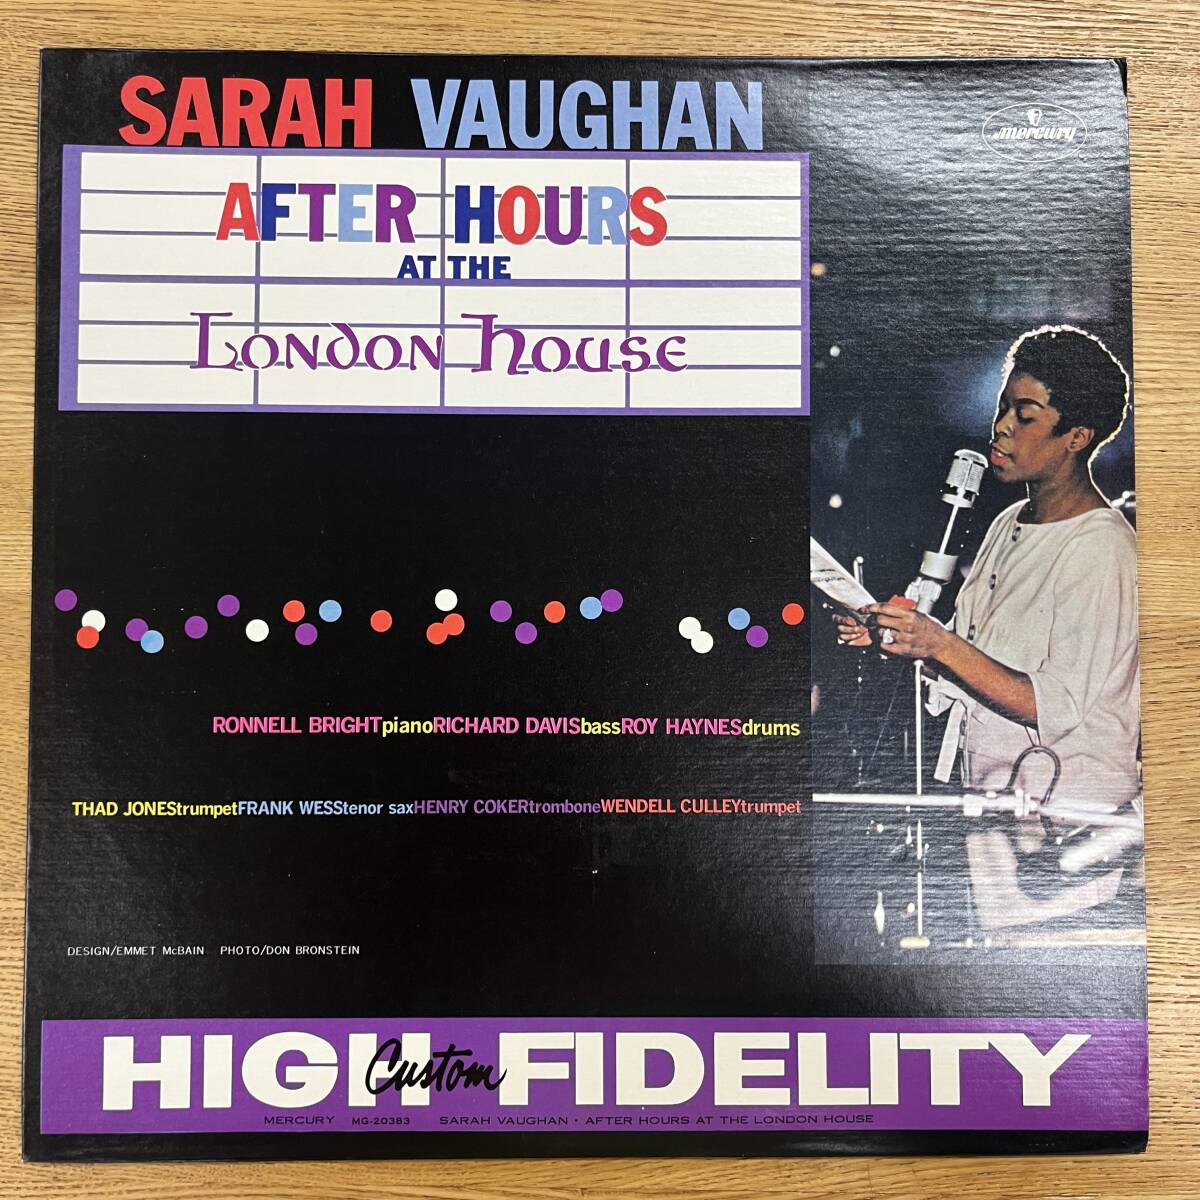 SARAH VAUGHAN
mercury
AFTER HOURS
AT THE
LONDON HOUSE
RONNELL BRIGHTpianoRICHARD DAVISbassROY HAYNESdrums
THAD JONEStrumpetFRANK WESStenor saxHENRY COKERtromboneWENDELL CULLEYtrumpet
DESIGN/EMMET McBAIN PHOTO/DON BRONSTEIN
HIGH Custom FIDELITY
MERCURY MG-20383 SARAH VAUGHAN · AFTER HOURS AT THE LONDON HOUSE